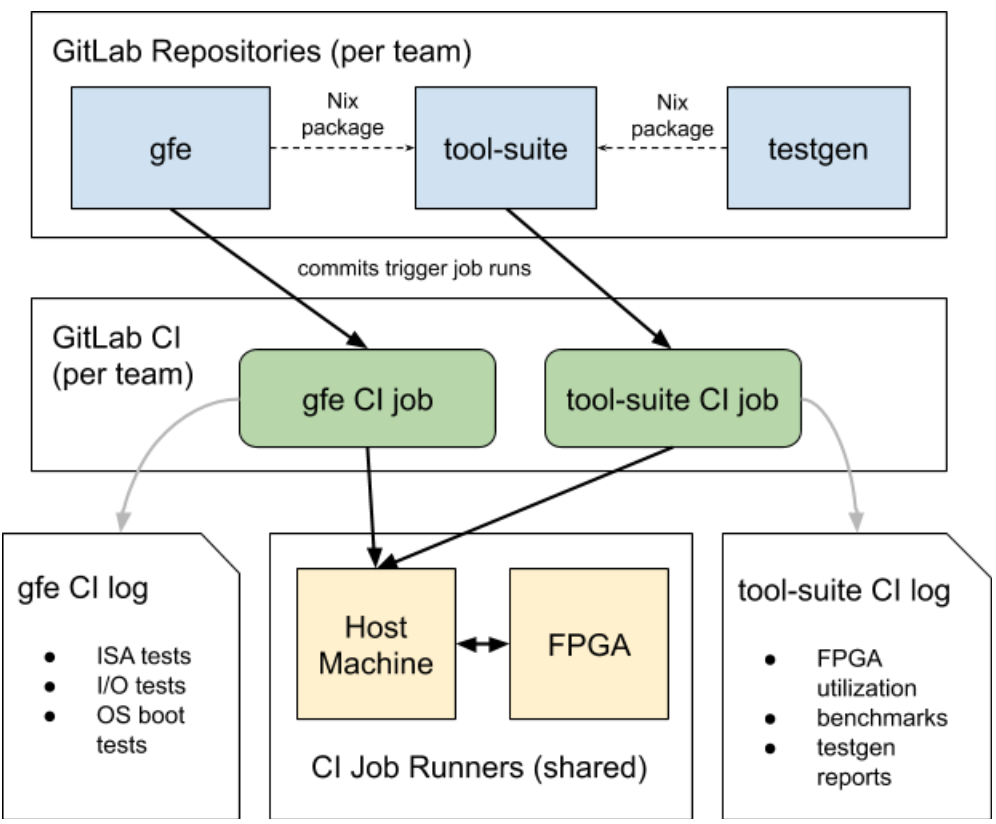 GitLab Repositories (per team)
gfe
Nix
package
tool-suite
Nix
package
testgen
commits trigger job runs
GitLab CI
(per team)
gfe CI job
tool-suite CI job
gfe CI log
● ISA tests
● I/O tests
● OS boot
tests
Host
Machine
FPGA
CI Job Runners (shared)
tool-suite CI log
● FPGA
utilization
● benchmarks
● testgen
reports